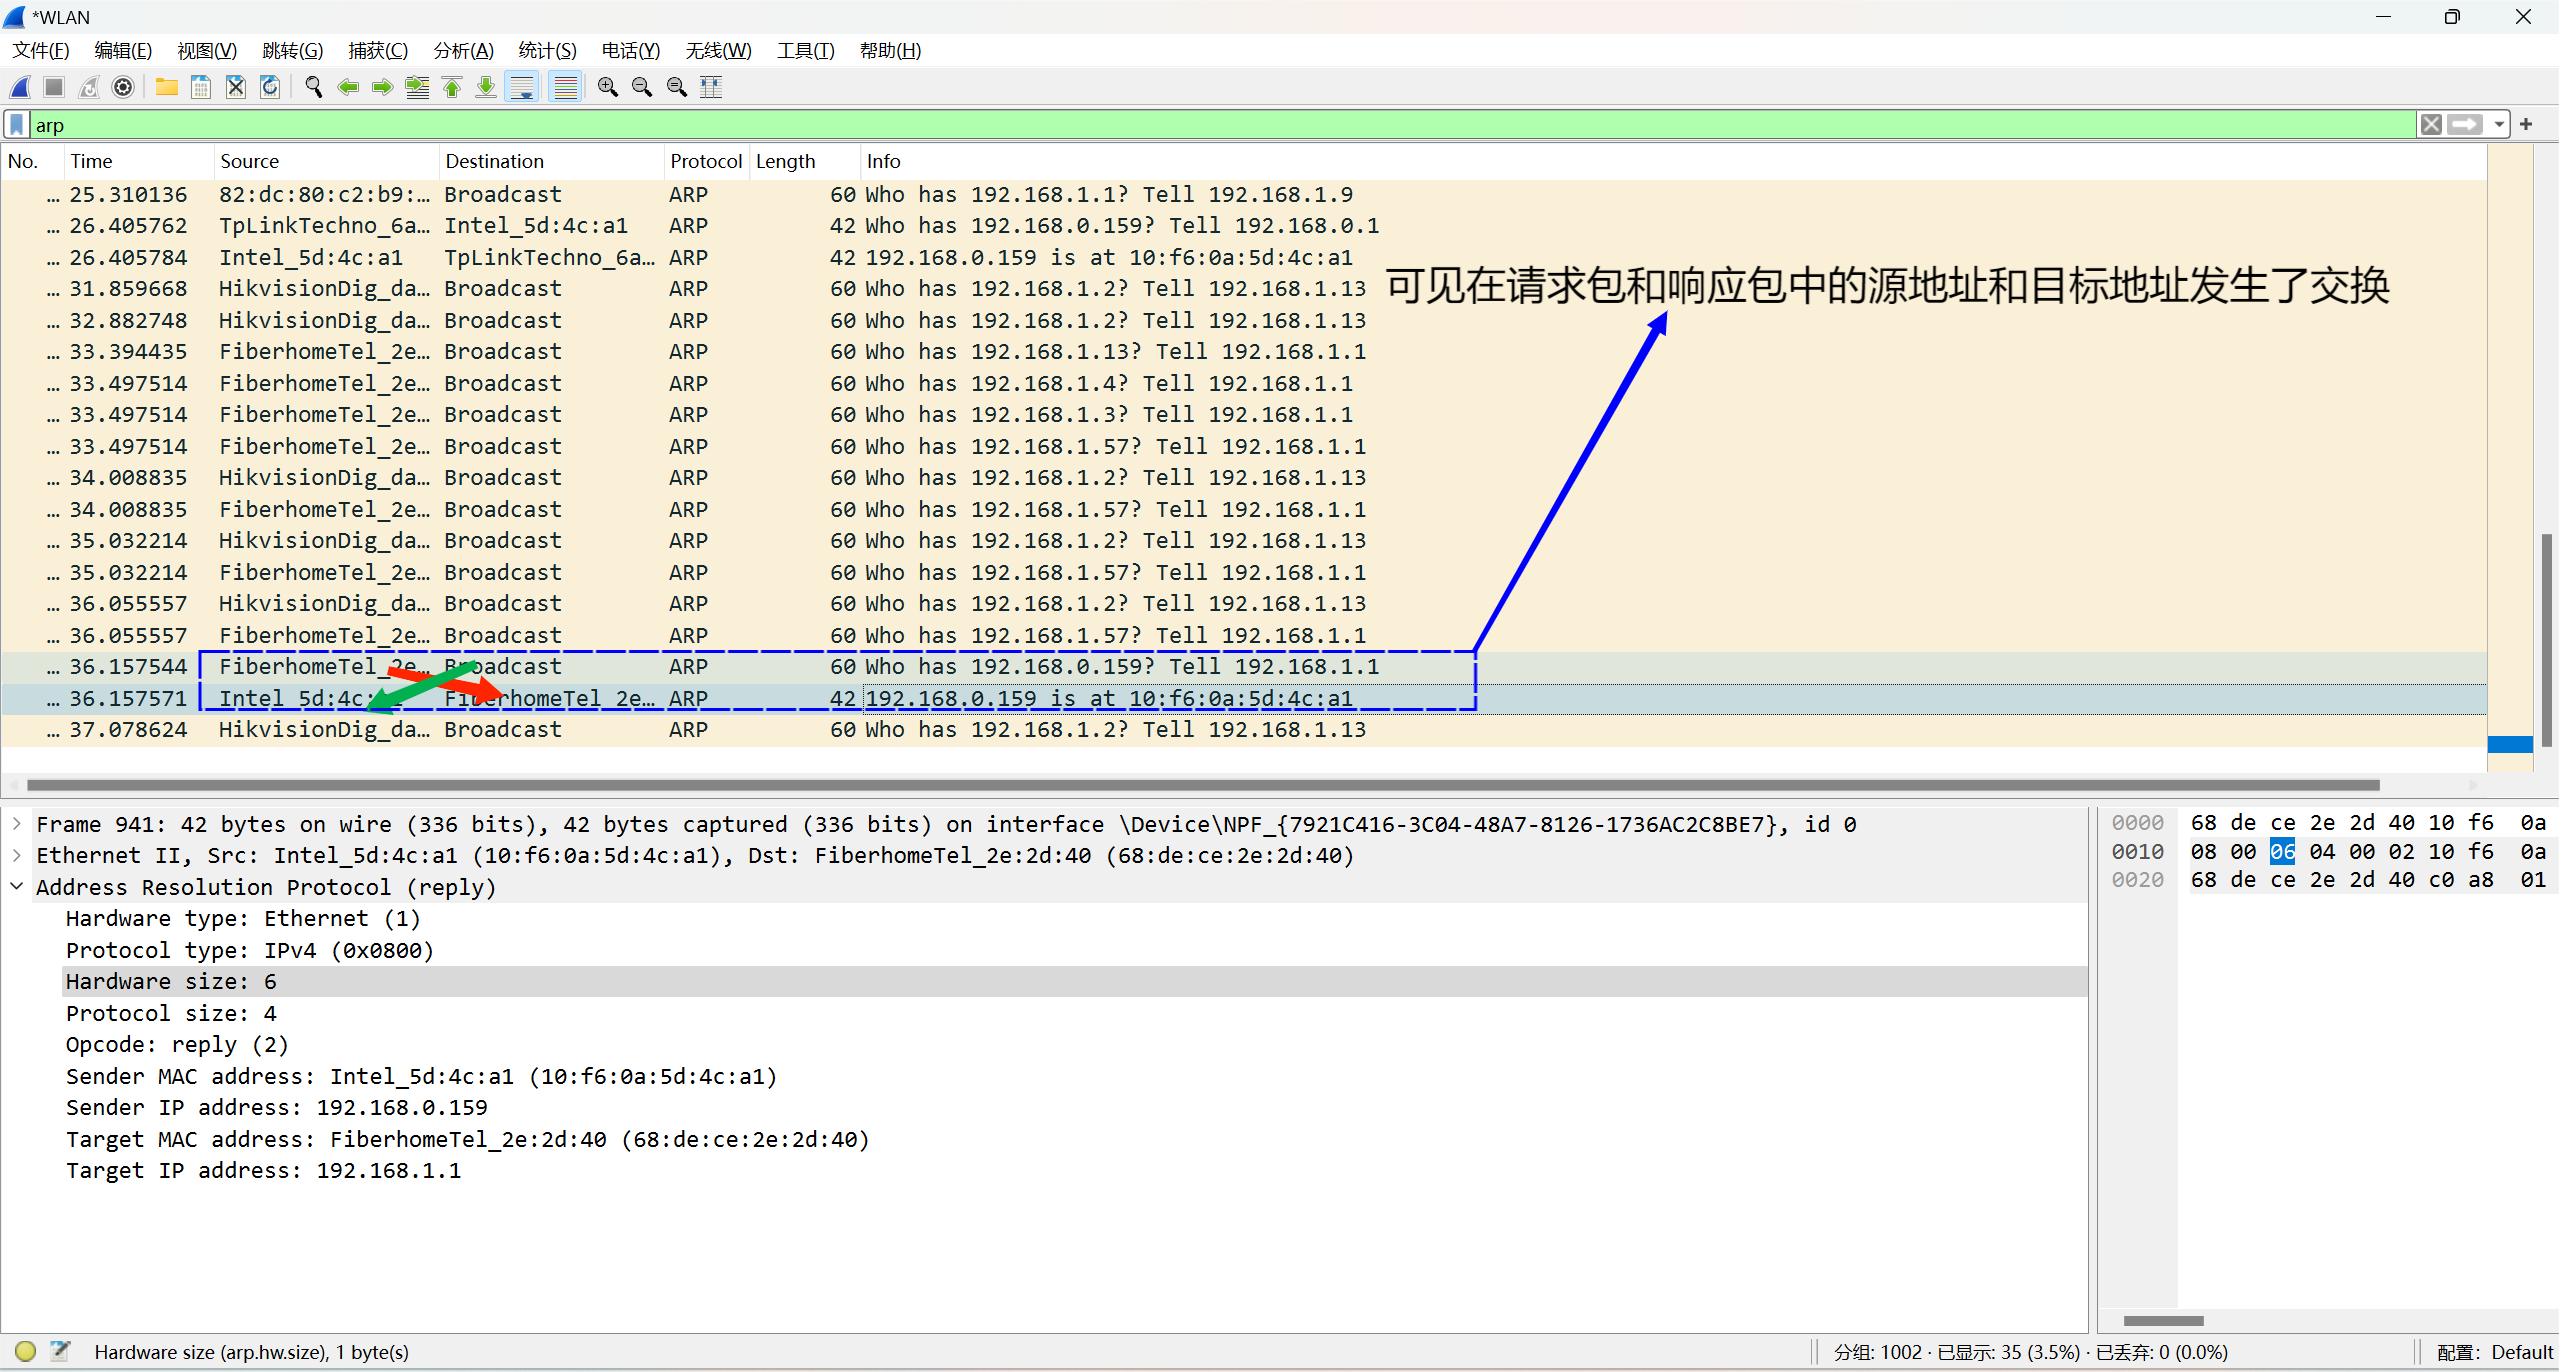 *WLAN
文件(F) 编辑(E) 视图(V) 跳转(G) 捕获(C) 分析(A) 统计(S) 电话(Y) 无线(W) 工具(T) 帮助(H)
arp
No. Time Source Destination Protocol Length Info
… 25.310136 82:dc:80:c2:b9:… Broadcast ARP 60 Who has 192.168.1.1? Tell 192.168.1.9
… 26.405762 TpLinkTechno_6a… Intel_5d:4c:a1 ARP 42 Who has 192.168.0.159? Tell 192.168.0.1
… 26.405784 Intel_5d:4c:a1 TpLinkTechno_6a… ARP 42 192.168.0.159 is at 10:f6:0a:5d:4c:a1
可见在请求包和响应包中的源地址和目标地址发生了交换
… 31.859668 HikvisionDig_da… Broadcast ARP 60 Who has 192.168.1.2? Tell 192.168.1.13
… 32.882748 HikvisionDig_da… Broadcast ARP 60 Who has 192.168.1.2? Tell 192.168.1.13
… 33.394435 FiberhomeTel_2e… Broadcast ARP 60 Who has 192.168.1.13? Tell 192.168.1.1
… 33.497514 FiberhomeTel_2e… Broadcast ARP 60 Who has 192.168.1.4? Tell 192.168.1.1
… 33.497514 FiberhomeTel_2e… Broadcast ARP 60 Who has 192.168.1.3? Tell 192.168.1.1
… 33.497514 FiberhomeTel_2e… Broadcast ARP 60 Who has 192.168.1.57? Tell 192.168.1.1
… 34.008835 HikvisionDig_da… Broadcast ARP 60 Who has 192.168.1.2? Tell 192.168.1.13
… 34.008835 FiberhomeTel_2e… Broadcast ARP 60 Who has 192.168.1.57? Tell 192.168.1.1
… 35.032214 HikvisionDig_da… Broadcast ARP 60 Who has 192.168.1.2? Tell 192.168.1.13
… 35.032214 FiberhomeTel_2e… Broadcast ARP 60 Who has 192.168.1.57? Tell 192.168.1.1
… 36.055557 HikvisionDig_da… Broadcast ARP 60 Who has 192.168.1.2? Tell 192.168.1.13
… 36.055557 FiberhomeTel_2e… Broadcast ARP 60 Who has 192.168.1.57? Tell 192.168.1.1
… 36.157544 FiberhomeTel_2e… Broadcast ARP 60 Who has 192.168.0.159? Tell 192.168.1.1
… 36.157571 Intel_5d:4c:a1 FiberhomeTel_2e… ARP 42 192.168.0.159 is at 10:f6:0a:5d:4c:a1
… 37.078624 HikvisionDig_da… Broadcast ARP 60 Who has 192.168.1.2? Tell 192.168.1.13
Frame 941: 42 bytes on wire (336 bits), 42 bytes captured (336 bits) on interface \Device\NPF_{7921C416-3C04-48A7-8126-1736AC2C8BE7}, id 0
Ethernet II, Src: Intel_5d:4c:a1 (10:f6:0a:5d:4c:a1), Dst: FiberhomeTel_2e:2d:40 (68:de:ce:2e:2d:40)
Address Resolution Protocol (reply)
Hardware type: Ethernet (1)
Protocol type: IPv4 (0x0800)
Hardware size: 6
Protocol size: 4
Opcode: reply (2)
Sender MAC address: Intel_5d:4c:a1 (10:f6:0a:5d:4c:a1)
Sender IP address: 192.168.0.159
Target MAC address: FiberhomeTel_2e:2d:40 (68:de:ce:2e:2d:40)
Target IP address: 192.168.1.1
0000 68 de ce 2e 2d 40 10 f6 0a
0010 08 00 06 04 00 02 10 f6 0a
0020 68 de ce 2e 2d 40 c0 a8 01
Hardware size (arp.hw.size), 1 byte(s)
分组: 1002 · 已显示: 35 (3.5%) · 已丢弃: 0 (0.0%)
配置: Default